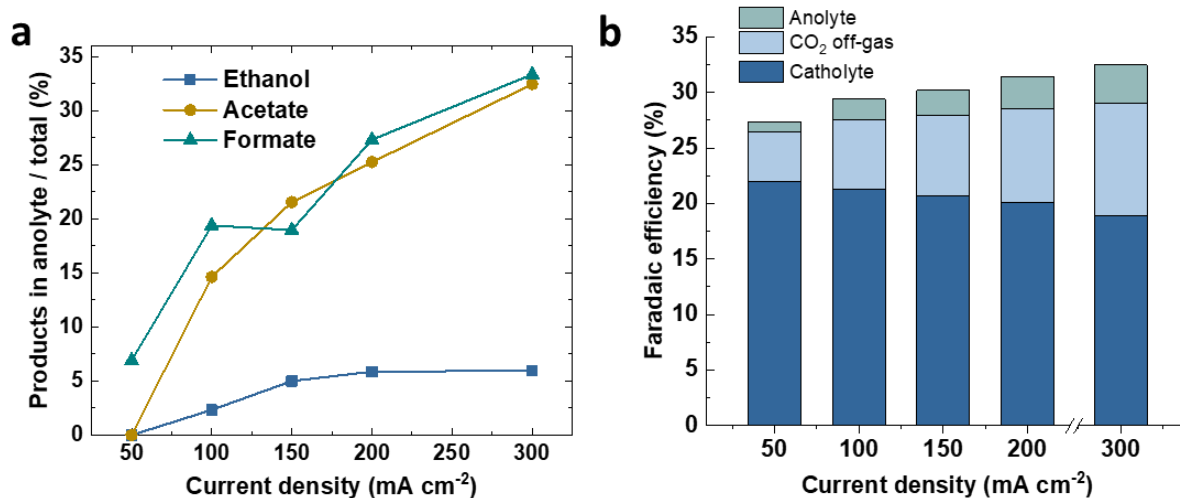 a
Products in anolyte / total (%)
35
30
25
20
15
10
5
0
Ethanol
Acetate
Formate
50 100 150 200 250 300
Current density (mA cm⁻²)
b
Faradaic efficiency (%)
35
30
25
20
15
10
5
0
Anolyte
CO₂ off-gas
Catholyte
50 100 150 200 300
Current density (mA cm⁻²)